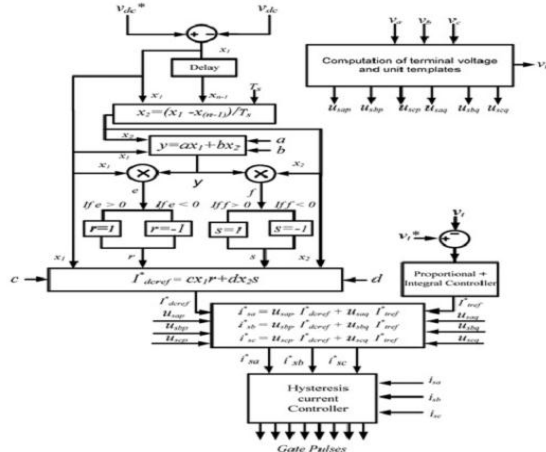 v_dc* v_dc
x_1
Delay
x_1 x_n-1 T_s
x_2=(x_1 -x_(n-1))/T_s
v_a v_b v_c
Computation of terminal voltage
and unit templates
v_t
u_sap u_sbp u_scp u_saq u_sbq u_scq
x_2
x_1
y=ax_1+bx_2
a
b
x_1 y x_2
e f
If e > 0 If e < 0 If f > 0 If f < 0
r=1 r=-1 s=1 s=-1
x_1 r s x_2
c
I*_dcref = cx_1r+dx_2s
d
v_t
v_t*
Proportional +
Integral Controller
I*_dcref I*_tref
u_sap
u_sbp
u_scp
i*_sa = u_sap I*_dcref + u_saq I*_tref
i*_sb = u_sbp I*_dcref + u_sbq I*_tref
i*_sc = u_scp I*_dcref + u_scq I*_tref
u_saq
u_sbq
u_scq
i*_sa i*_sb i*_sc
Hysteresis
current
Controller
i_sa
i_sb
i_sc
Gate Pulses